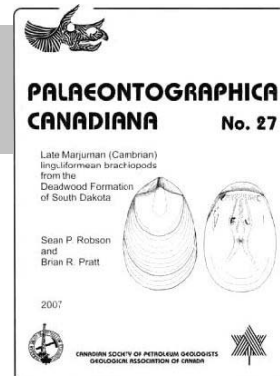 PALAEONTOGRAPHICA
CANADIANA No. 27
Late Marjuman (Cambrian)
linguliformean brachiopods
from the
Deadwood Formation
of South Dakota
Sean P. Robson
and
Brian R. Pratt
2007
CANADIAN SOCIETY OF PETROLEUM GEOLOGISTS
GEOLOGICAL ASSOCIATION OF CANADA